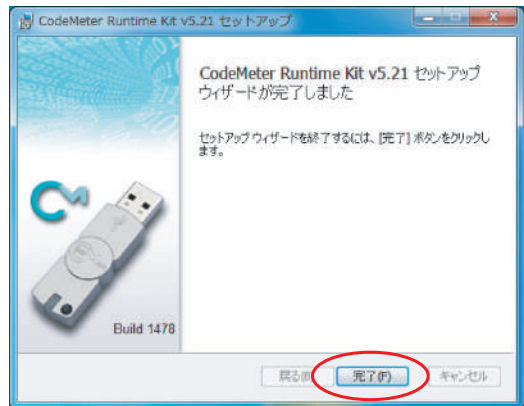 CodeMeter Runtime Kit v5.21 セットアップ
CodeMeter Runtime Kit v5.21 セットアップ
ウィザードが完了しました
セットアップ ウィザードを終了するには、[完了] ボタンをクリックし
ます。
Build 1478
戻る(B) 完了(F) キャンセル